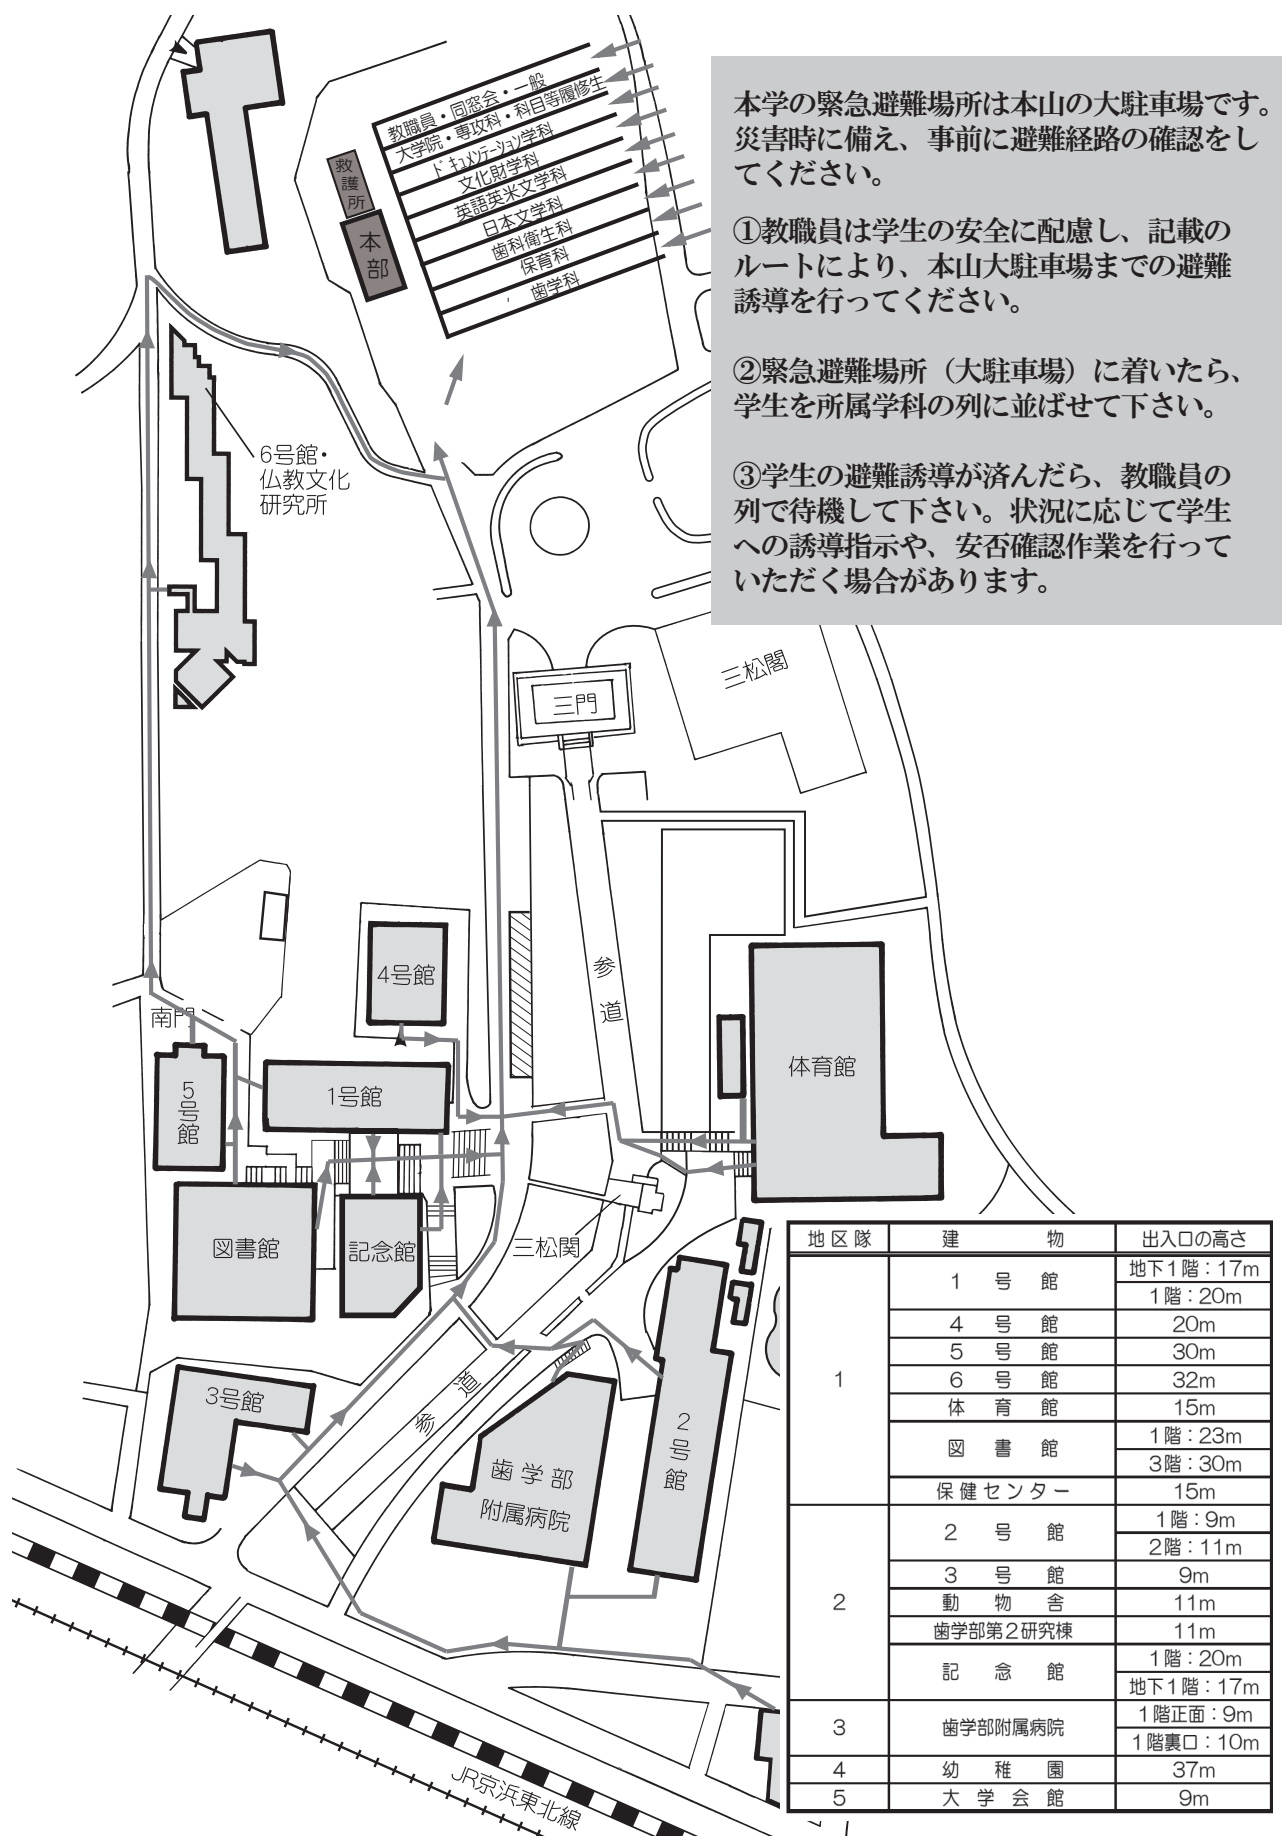 教職員・同窓会・一般
大学院・専攻科・科目等履修生
ドキュメンテーション学科
文化財学科
英語英米文学科
日本文学科
歯科衛生科
保育科
歯学科
救護所
本部
本学の緊急避難場所は本山の大駐車場です。
災害時に備え、事前に避難経路の確認をし
てください。
①教職員は学生の安全に配慮し、記載の
ルートにより、本山大駐車場までの避難
誘導を行ってください。
②緊急避難場所（大駐車場）に着いたら、
学生を所属学科の列に並ばせて下さい。
③学生の避難誘導が済んだら、教職員の
列で待機して下さい。状況に応じて学生
への誘導指示や、安否確認作業を行って
いただく場合があります。
6号館・
仏教文化
研究所
三松閣
三門
参道
4号館
南門
5号館
1号館
体育館
図書館
記念館
三松関
3号館
参道
2号館
歯学部
附属病院
JR京浜東北線
地区隊 建物 出入口の高さ
1 1号館 地下1階：17m
1階：20m
4号館 20m
5号館 30m
6号館 32m
体育館 15m
図書館 1階：23m
3階：30m
保健センター 15m
2 2号館 1階：9m
2階：11m
3号館 9m
動物舎 11m
歯学部第2研究棟 11m
記念館 1階：20m
地下1階：17m
3 歯学部附属病院 1階正面：9m
1階裏口：10m
4 幼稚園 37m
5 大学会館 9m